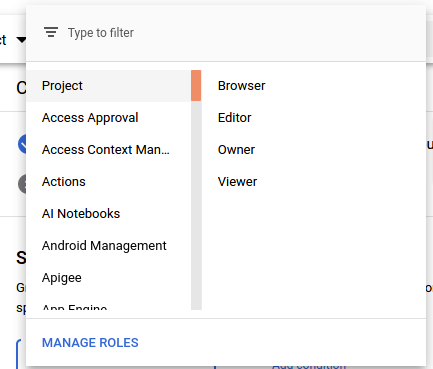 Type to filter
ct
Project
Browser
Access Approval
Editor
Access Context Man...
Owner
Actions
Viewer
AI Notebooks
Android Management
Apigee
App Engine
MANAGE ROLES
Add condition